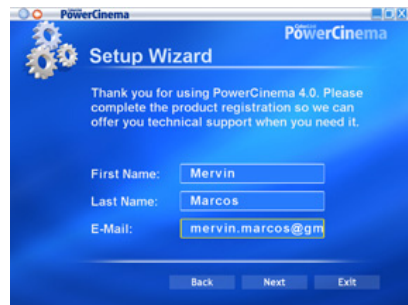 PowerCinema
CyberLink
PowerCinema
Setup Wizard
Thank you for using PowerCinema 4.0. Please
complete the product registration so we can
offer you technical support when you need it.
First Name: Mervin
Last Name: Marcos
E-Mail: mervin.marcos@gm
Back Next Exit